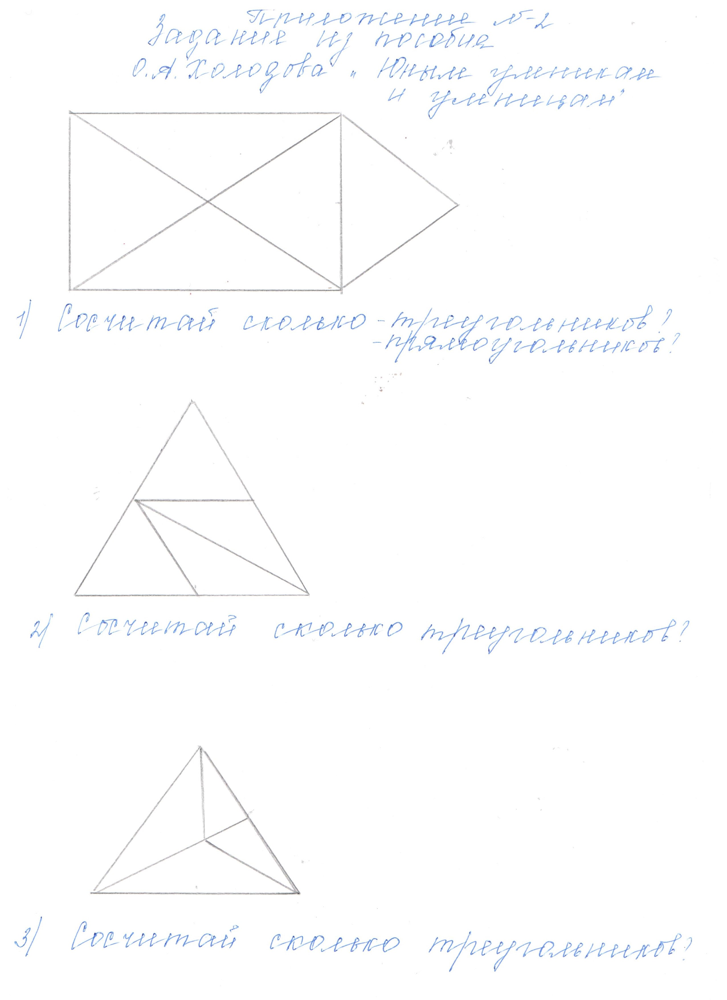 Приложение №2
Задание из пособия
О.А. Холодова „Юным умникам
и умницам"
1) Сосчитай сколько - треугольников?
- прямоугольников?
2) Сосчитай сколько треугольников?
3) Сосчитай сколько треугольников?